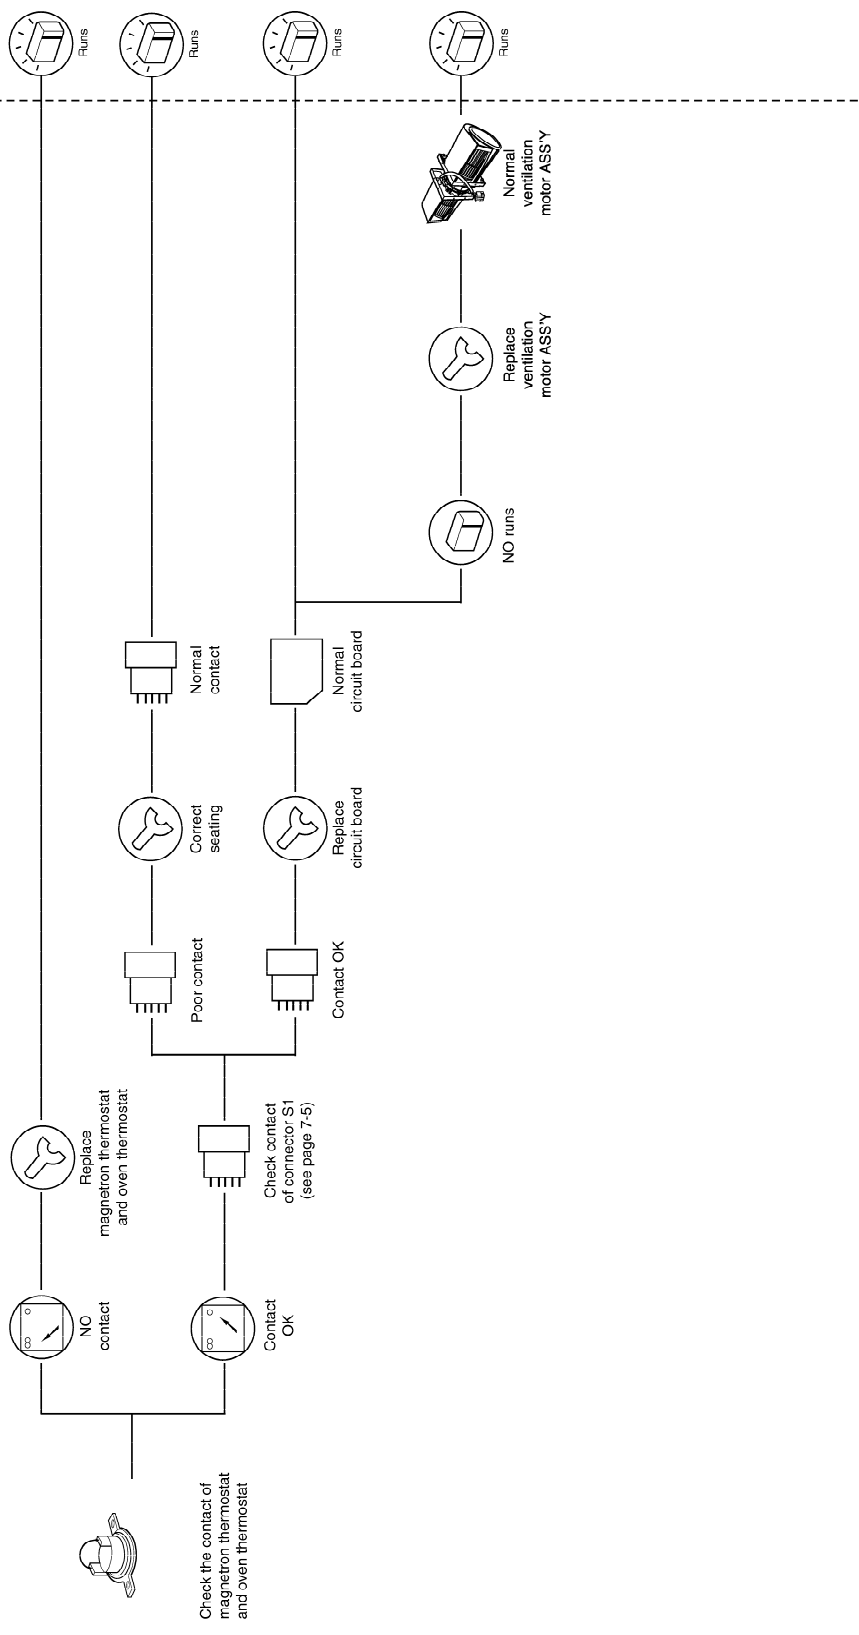 Check the contact of
magnetron thermostat
and oven thermostat
NO
contact
Replace
magnetron thermostat
and oven thermostat
Runs
Contact
OK
Check contact
of connector S1
(see page 7-5)
Poor contact
Correct
seating
Normal
contact
Runs
Contact OK
Replace
circuit board
Normal
circuit board
Runs
NO runs
Replace
ventilation
motor ASS'Y
Normal
ventilation
motor ASS'Y
Runs